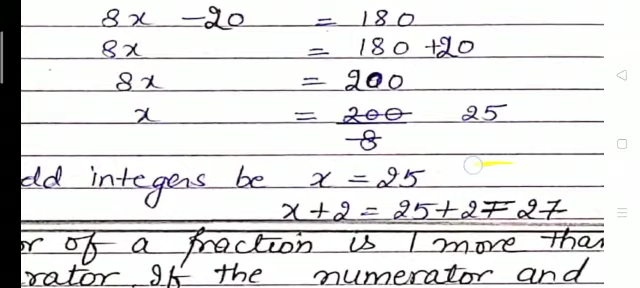 8x - 20 = 180
8x = 180 + 20
8x = 200
x = 200/8 25
dd integers be x = 25
x + 2 = 25 + 2 = 27
or of a fraction is 1 more than
rator. If the numerator and